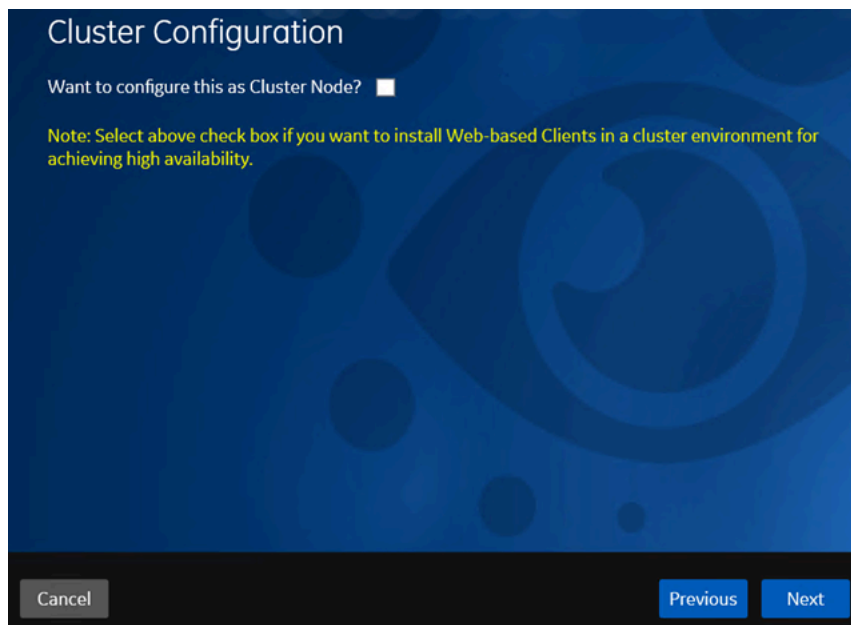 Cluster Configuration
Want to configure this as Cluster Node?
Note: Select above check box if you want to install Web-based Clients in a cluster environment for
achieving high availability.
Cancel
Previous
Next